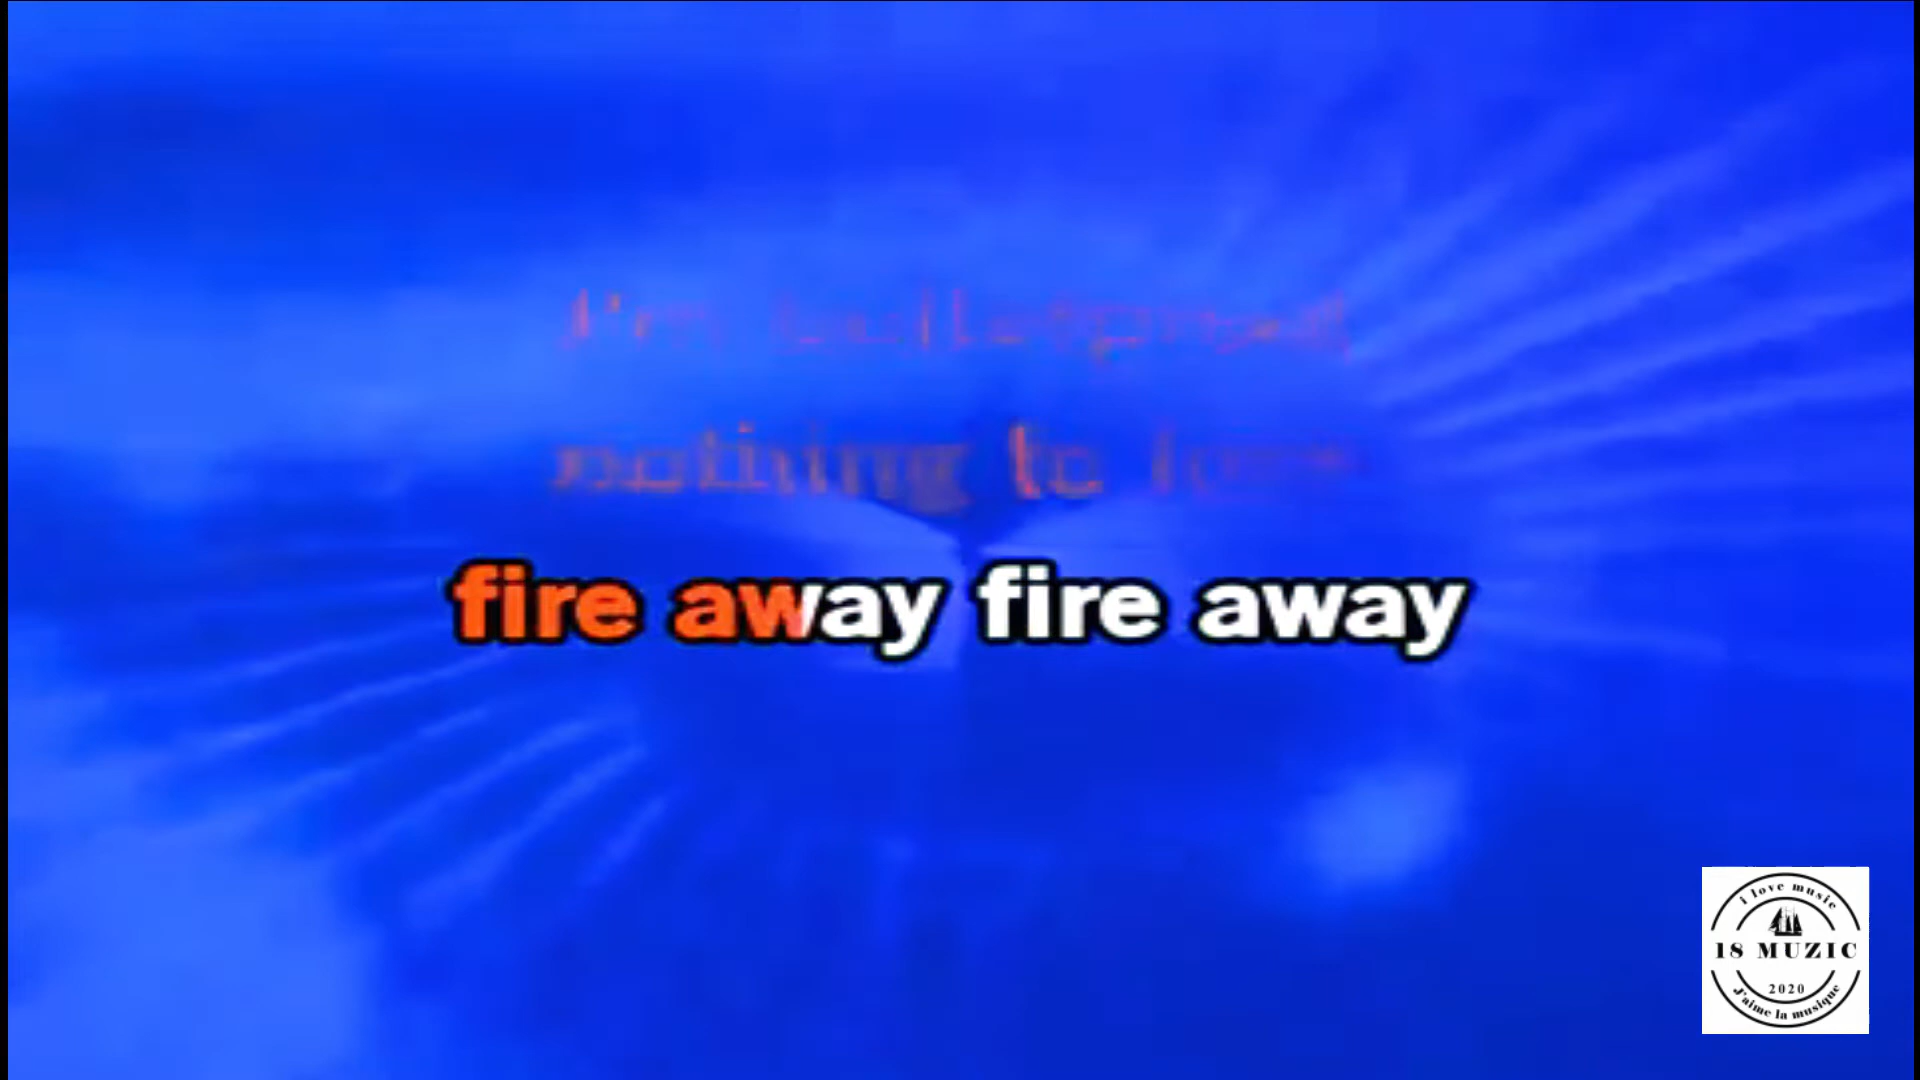 I'm bulletproof
nothing to lose
fire away fire away
i love music
18 MUZIC
2020
J'aime la musique